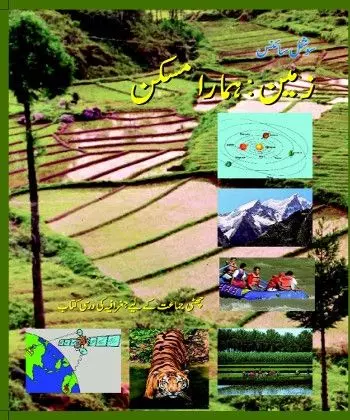 سوشل سائنس
زمین : ہمارا مسکن
چھٹی جماعت کے لیے جغرافیہ کی درسی کتاب